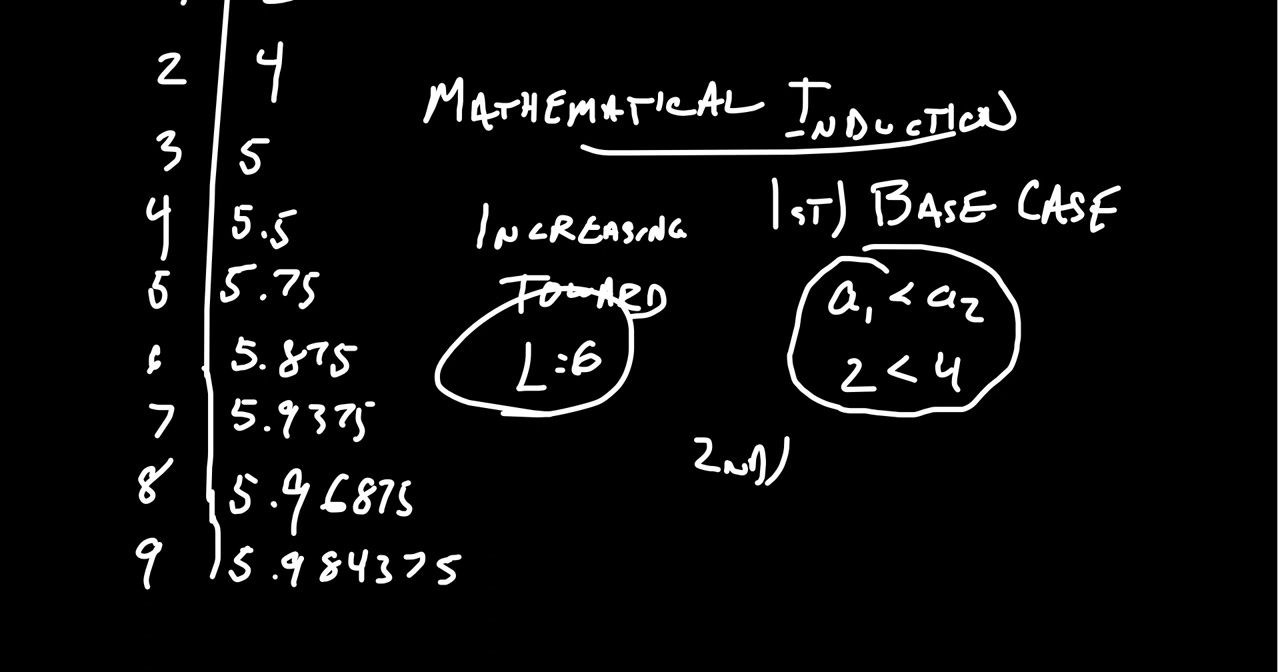 2 4
3 5
4 5.5
5 5.75
6 5.875
7 5.9375
8 5.96875
9 5.984375
MATHEMATICAL INDUCTION
INCREASING
TOWARD
L=6
1ST) BASE CASE
a₁ < a₂
2 < 4
2ND)